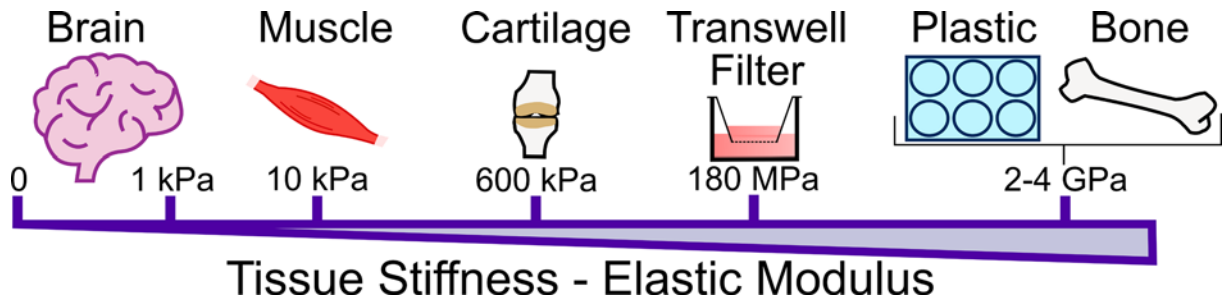 Brain
Muscle
Cartilage
Transwell
Filter
Plastic
Bone
0
1 kPa
10 kPa
600 kPa
180 MPa
2-4 GPa
Tissue Stiffness - Elastic Modulus